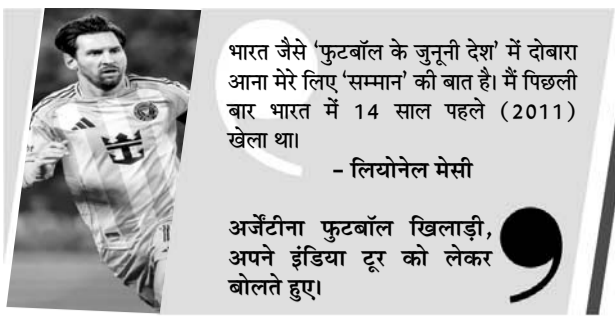 भारत जैसे ‘फुटबॉल के जुनूनी देश’ में दोबारा
आना मेरे लिए ‘सम्मान’ की बात है। मैं पिछली
बार भारत में 14 साल पहले (2011)
खेला था।
– लियोनेल मेसी
अर्जेंटीना फुटबॉल खिलाड़ी,
अपने इंडिया टूर को लेकर
बोलते हुए।